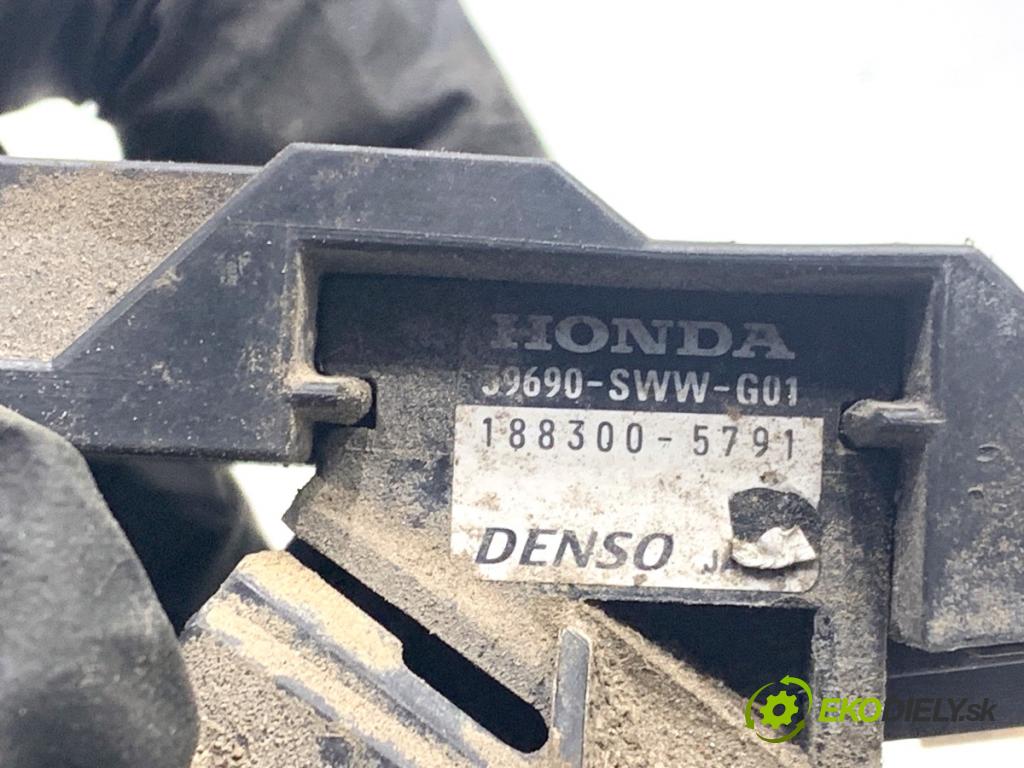 HONDA
39690-SWW-G01
188300-5791
DENSO
EKODIELY.sk